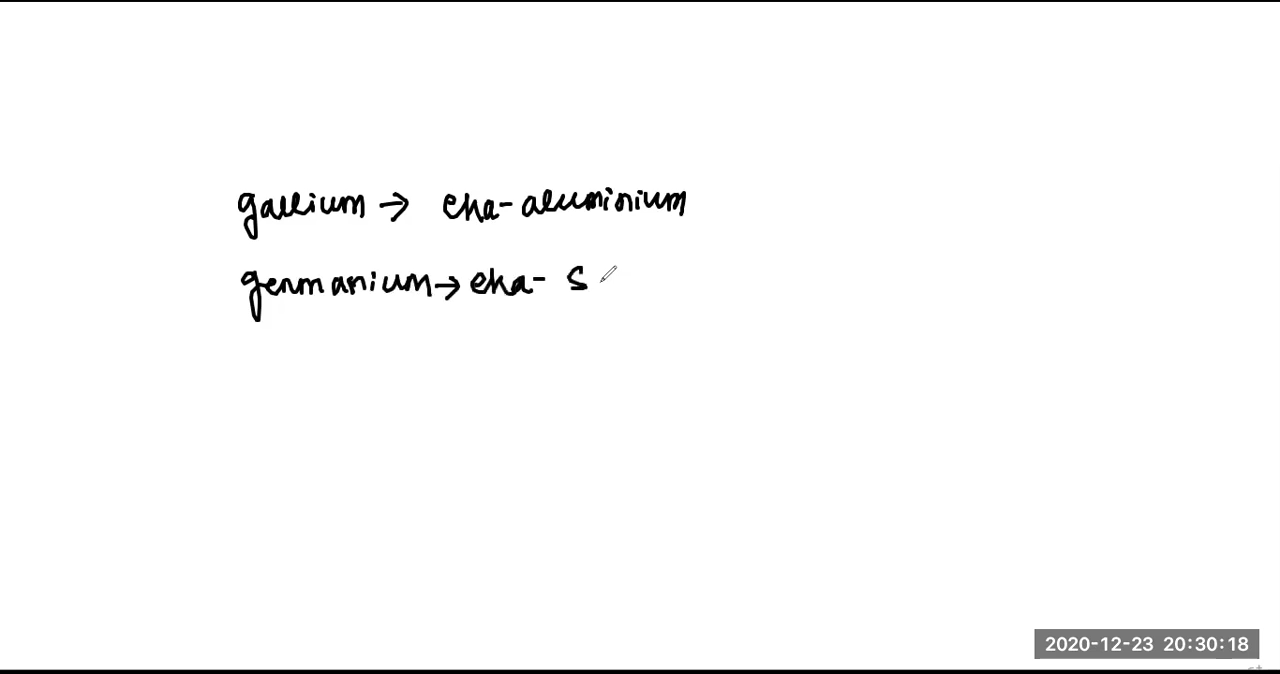 gallium → eka-aluminium
germanium → eka- s
2020-12-23 20:30:18